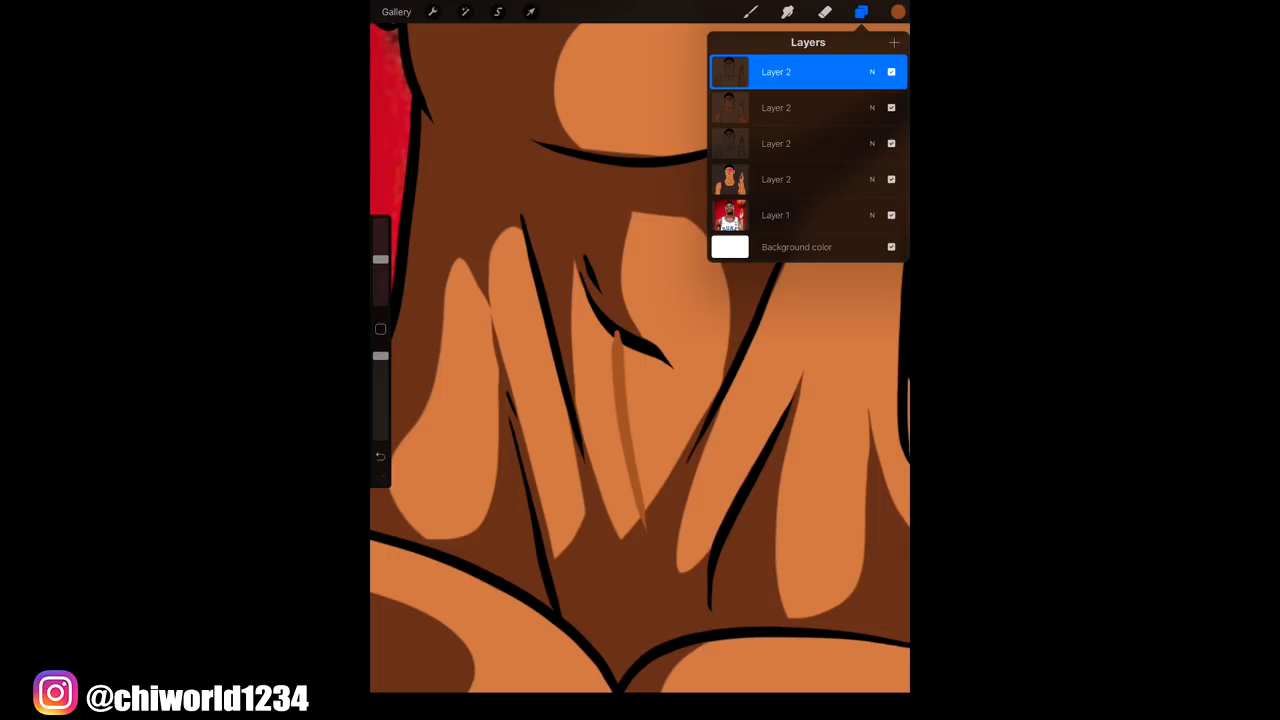 Gallery
Layers
Layer 2 N
Layer 2 N
Layer 2 N
Layer 2 N
Layer 1 N
Background color
@chiworld1234